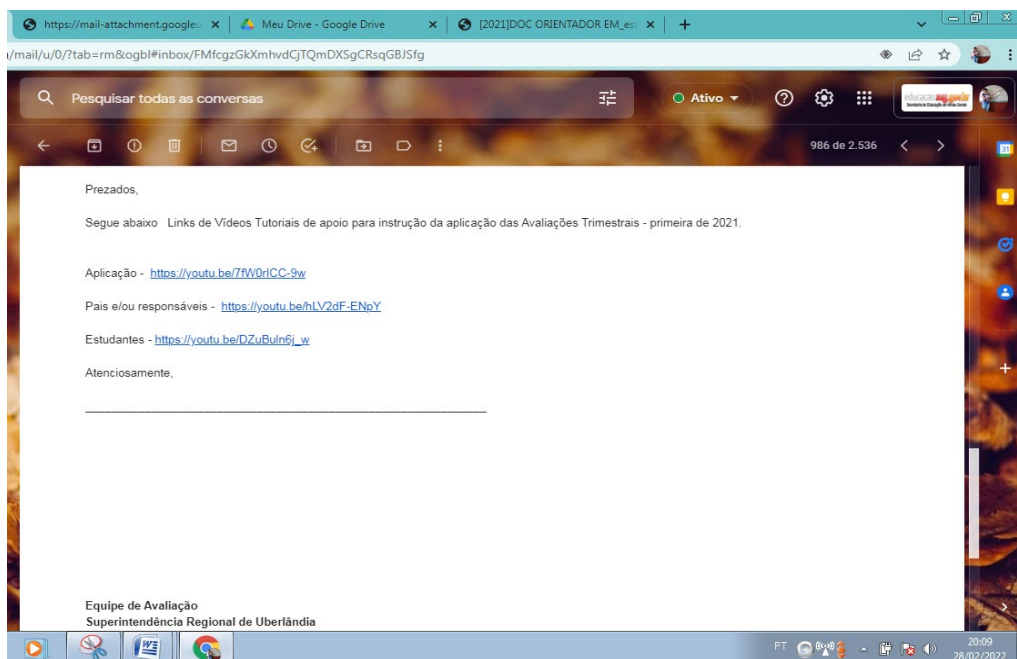 https://mail-attachment.googleu
Meu Drive - Google Drive
[2021]DOC ORIENTADOR EM_es
/mail/u/0/?tab=rm&ogbl#inbox/FMfcgzGkXmhvdCjTQmDXSgCRsqGBJSfg
Pesquisar todas as conversas
Ativo
986 de 2.536
Prezados,
Segue abaixo Links de Vídeos Tutoriais de apoio para instrução da aplicação das Avaliações Trimestrais - primeira de 2021.
Aplicação - https://youtu.be/7fW0rICC-9w
Pais e/ou responsáveis - https://youtu.be/hLV2dF-ENpY
Estudantes - https://youtu.be/DZuBuln6j_w
Atenciosamente,
Equipe de Avaliação
Superintendência Regional de Uberlândia
PT
20:09
28/02/2022